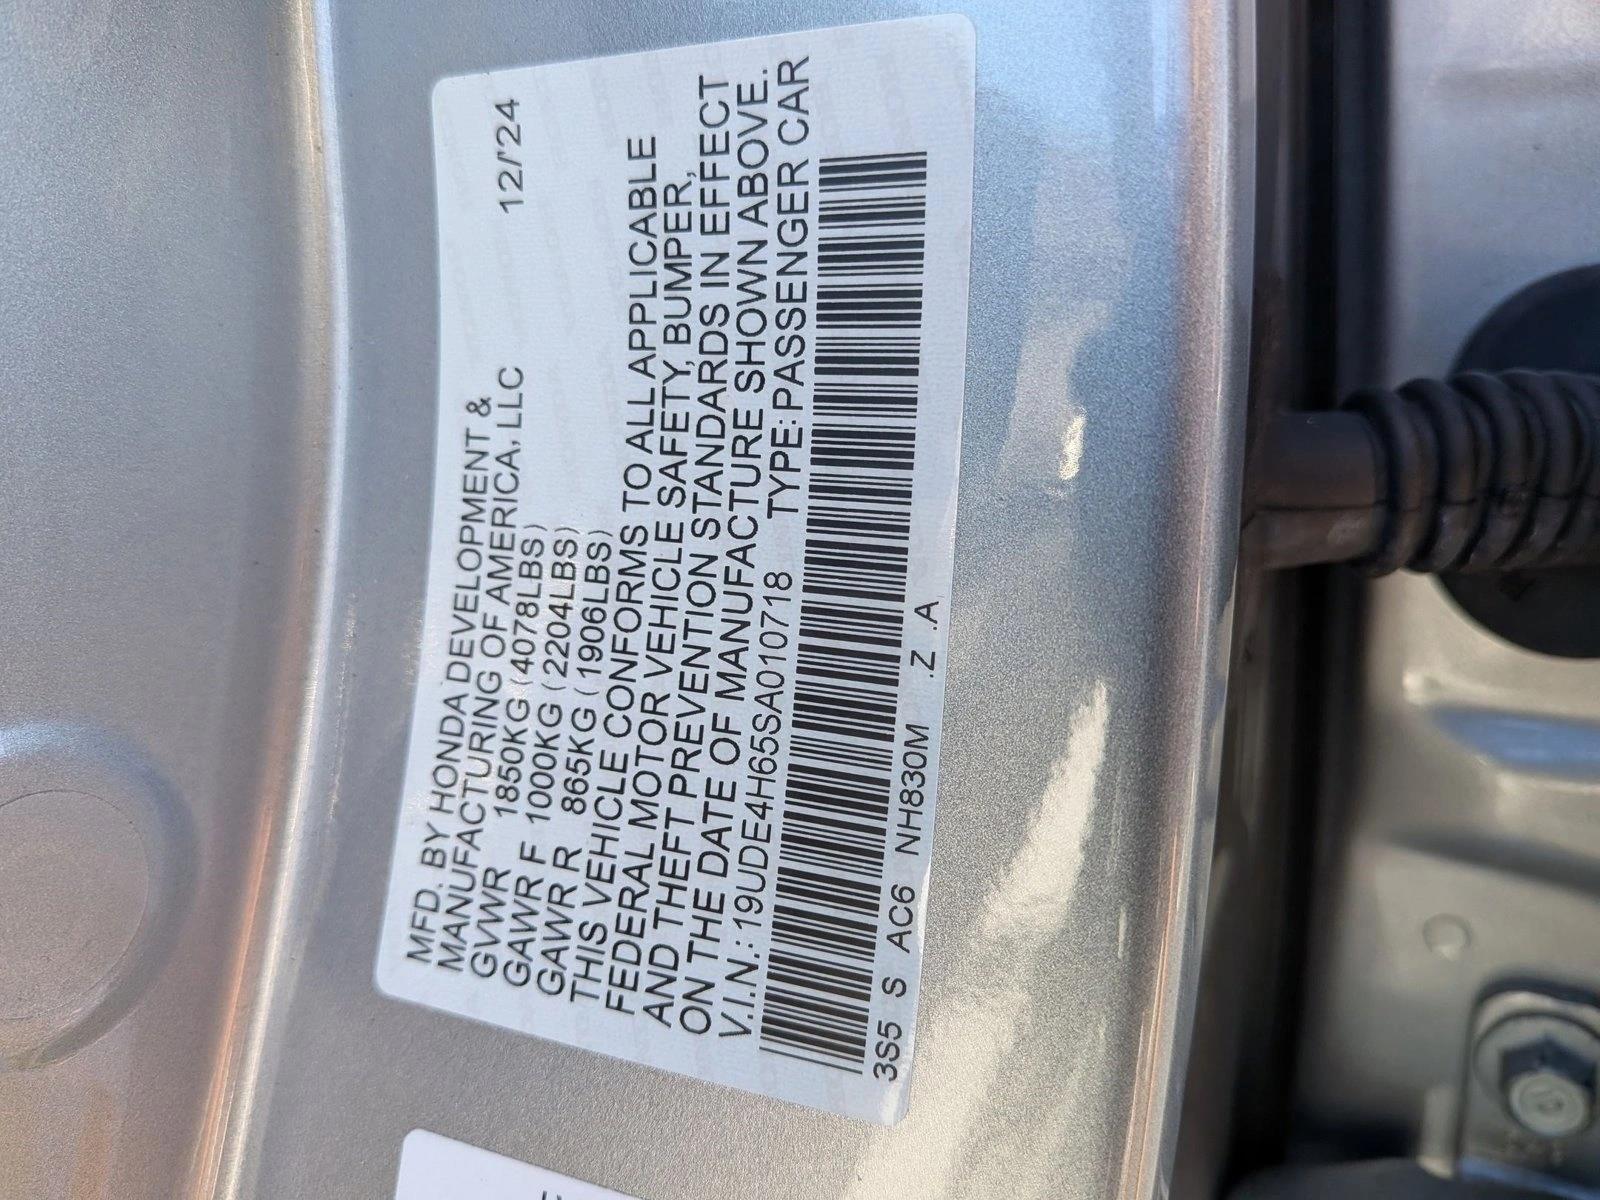 MFD. BY HONDA DEVELOPMENT &
MANUFACTURING OF AMERICA, LLC 12/'24
GVWR 1850KG (4078LBS)
GAWR F 1000KG (2204LBS)
GAWR R 865KG (1906LBS)
THIS VEHICLE CONFORMS TO ALL APPLICABLE
FEDERAL MOTOR VEHICLE SAFETY, BUMPER,
AND THEFT PREVENTION STANDARDS IN EFFECT
ON THE DATE OF MANUFACTURE SHOWN ABOVE.
V.I.N.: 19UDE4H65SA010718 TYPE: PASSENGER CAR
3S5 S AC6 NH830M .Z .A